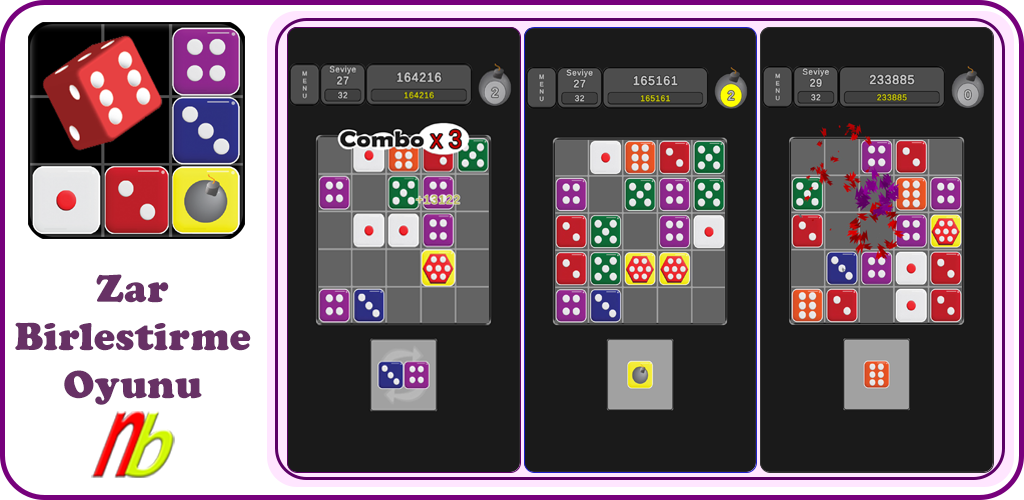 Zar
Birlestirme
Oyunu
nb
MENU
Seviye
27
32
164216
164216
2
Combo x 3
MENU
Seviye
27
32
165161
165161
2
MENU
Seviye
29
32
233885
233885
0